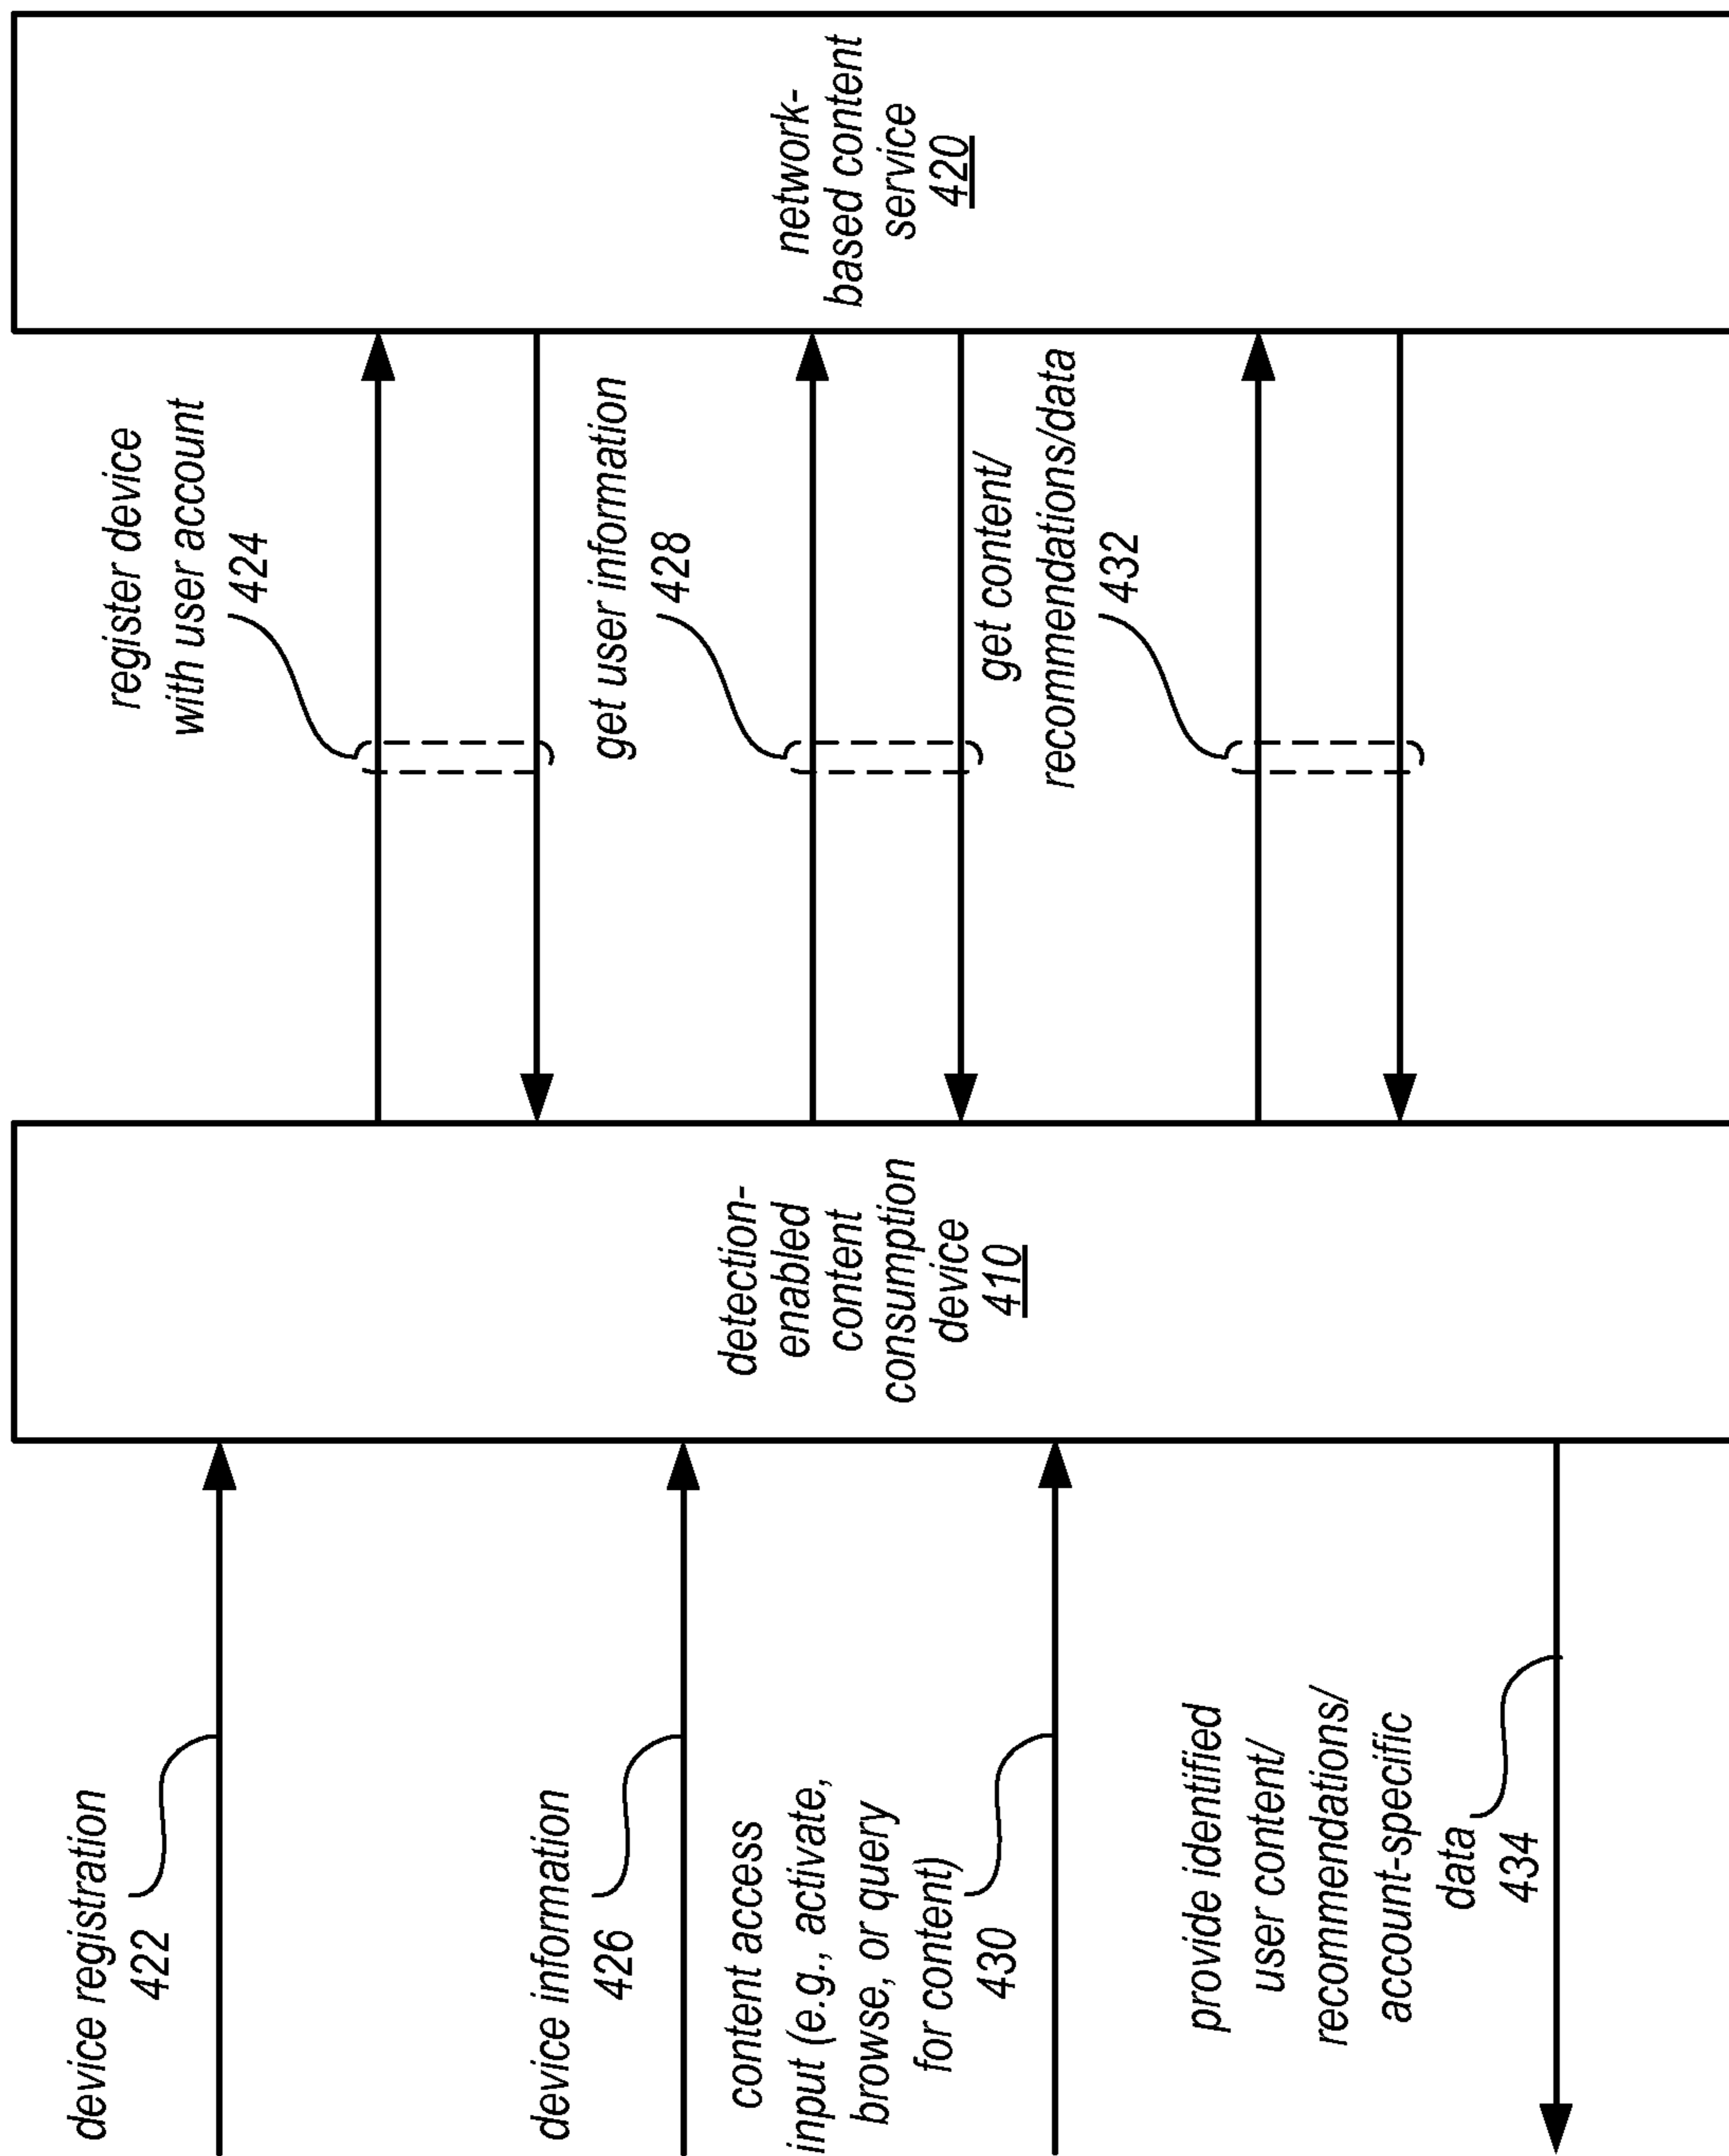 device registration
422
device information
426
content access
input (e.g., activate,
browse, or query
for content)
430
provide identified
user content/
recommendations/
account-specific
data
434
detection-
enabled
content
consumption
device
410
register device
with user account
424
get user information
428
get content/
recommendations/data
432
network-
based content
service
420